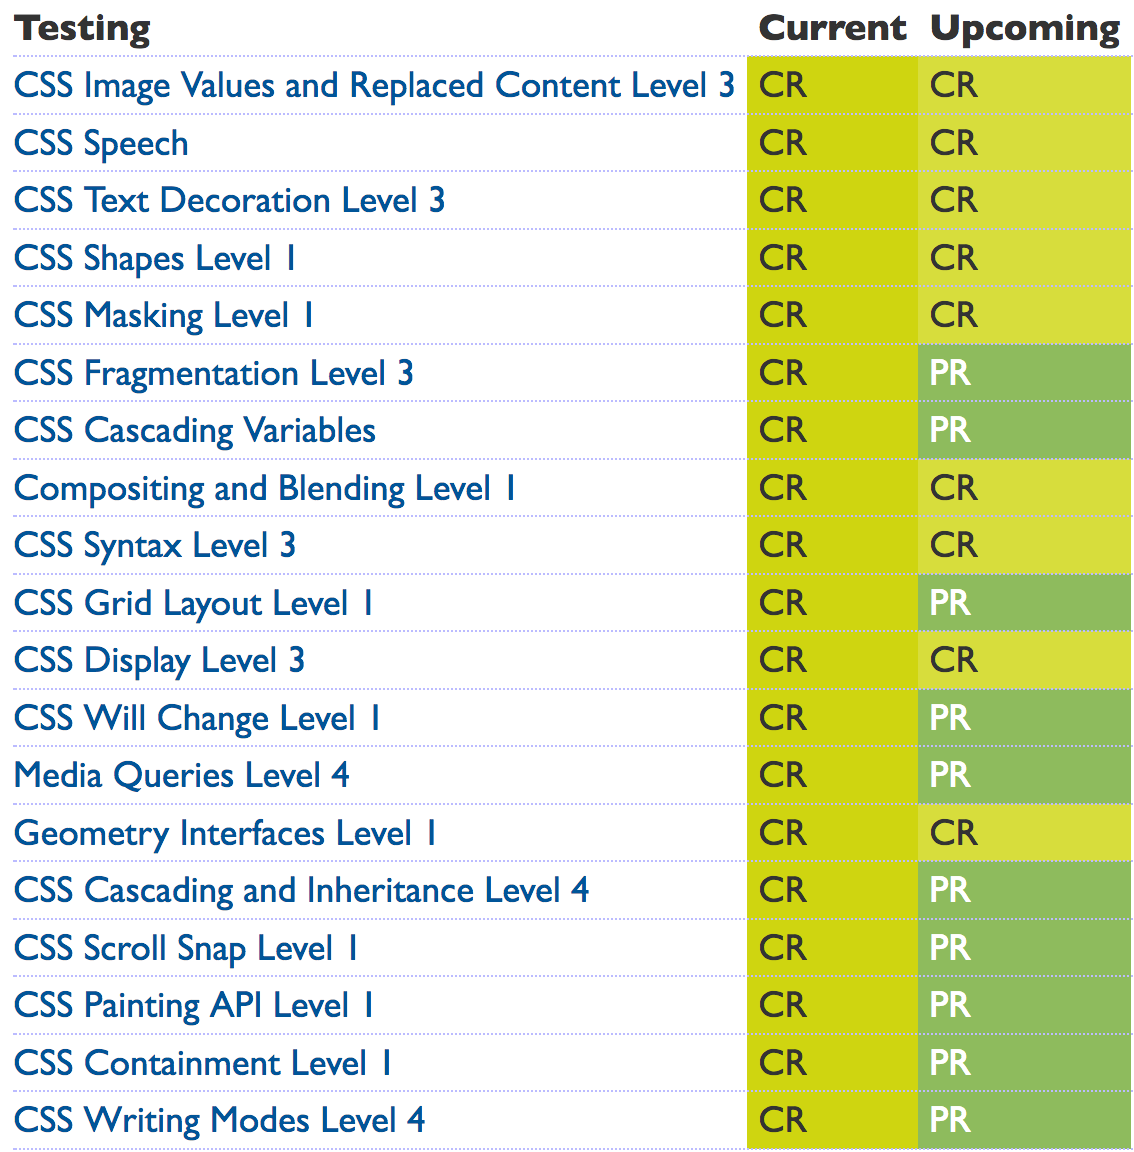 Testing Current Upcoming
CSS Image Values and Replaced Content Level 3 CR CR
CSS Speech CR CR
CSS Text Decoration Level 3 CR CR
CSS Shapes Level 1 CR CR
CSS Masking Level 1 CR CR
CSS Fragmentation Level 3 CR PR
CSS Cascading Variables CR PR
Compositing and Blending Level 1 CR CR
CSS Syntax Level 3 CR CR
CSS Grid Layout Level 1 CR PR
CSS Display Level 3 CR CR
CSS Will Change Level 1 CR PR
Media Queries Level 4 CR PR
Geometry Interfaces Level 1 CR CR
CSS Cascading and Inheritance Level 4 CR PR
CSS Scroll Snap Level 1 CR PR
CSS Painting API Level 1 CR PR
CSS Containment Level 1 CR PR
CSS Writing Modes Level 4 CR PR